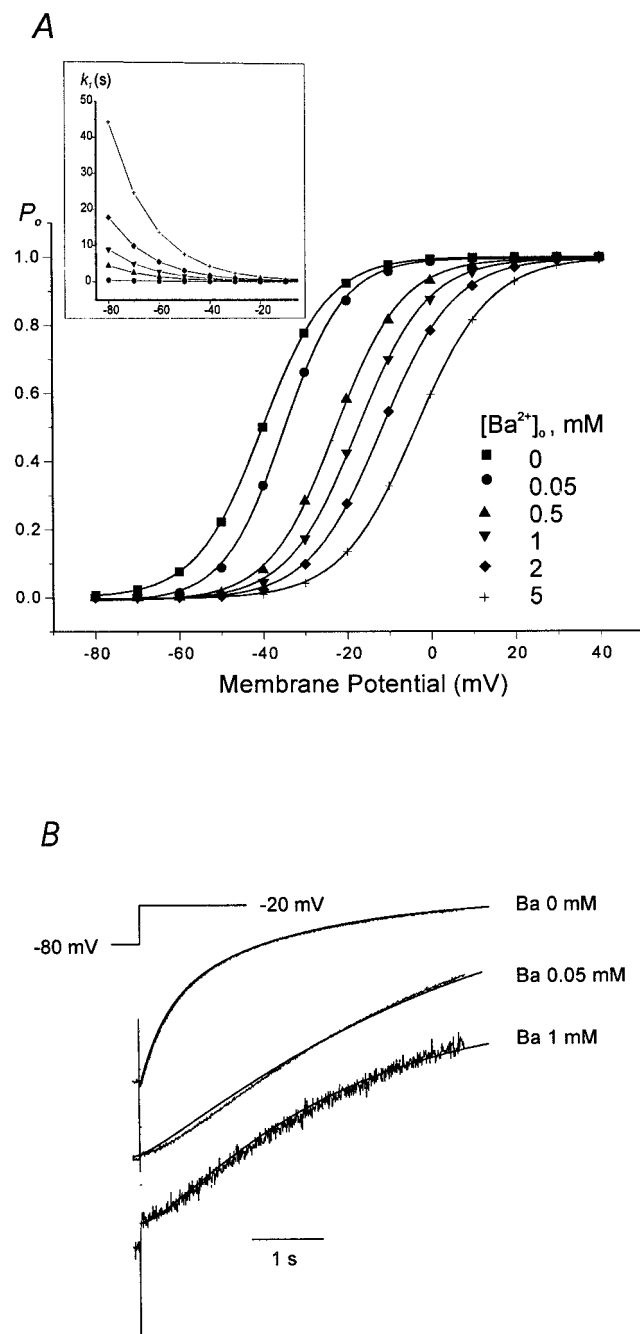 A
k_r (s)
50
40
30
20
10
0
-80 -60 -40 -20
P_o
1.0
0.8
0.6
0.4
0.2
0.0
[Ba²⁺]ₒ, mM
■ 0
● 0.05
▲ 0.5
▼ 1
◆ 2
+ 5
-80 -60 -40 -20 0 20 40
Membrane Potential (mV)
B
-20 mV
-80 mV
Ba 0 mM
Ba 0.05 mM
Ba 1 mM
1 s